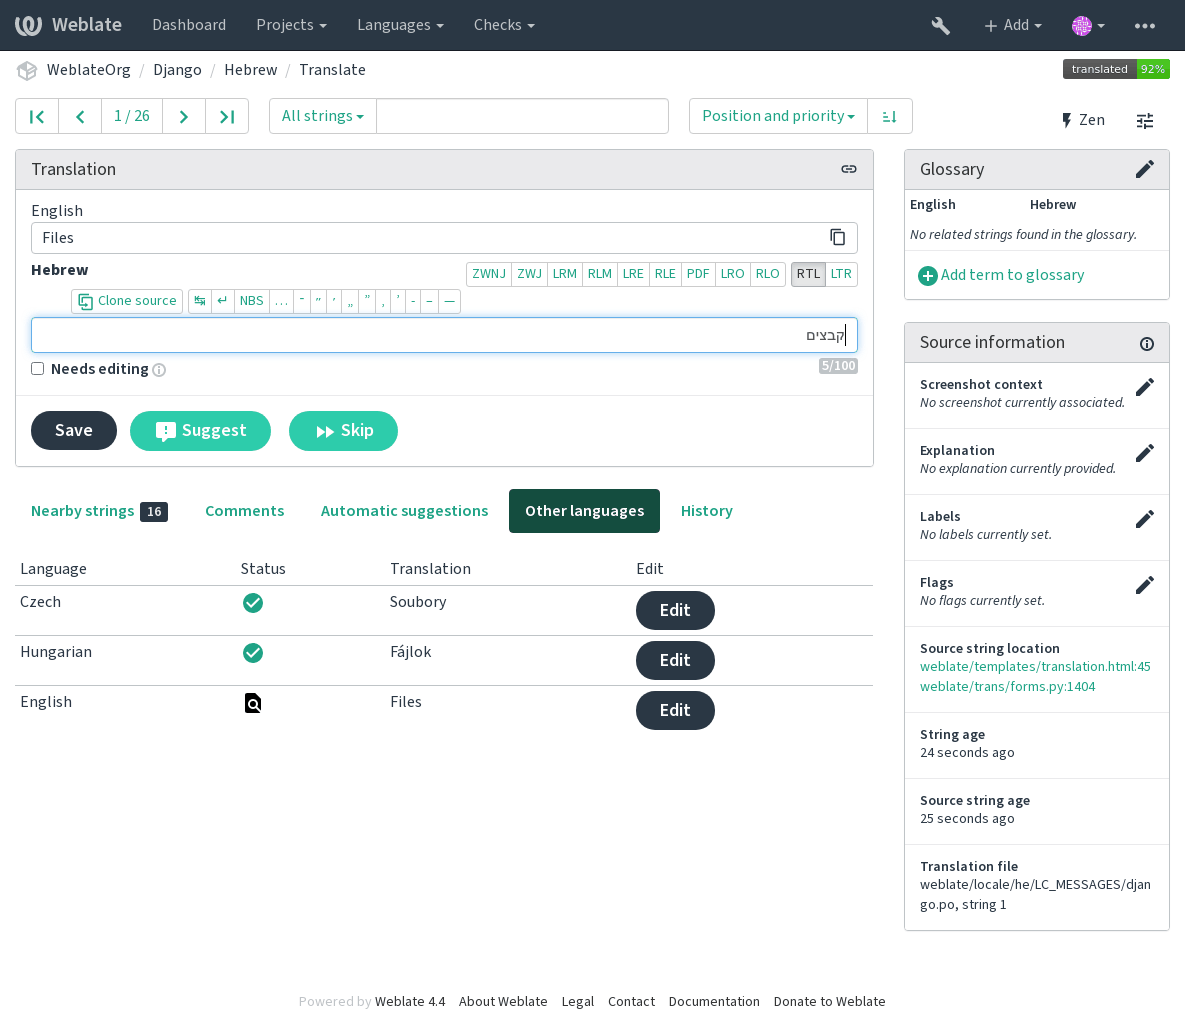 Weblate Dashboard Projects Languages Checks Add
WeblateOrg / Django / Hebrew / Translate translated 92%
1 / 26 All strings Position and priority Zen
Translation
English
Files
Hebrew ZWNJ ZWJ LRM RLM LRE RLE PDF LRO RLO RTL LTR
Clone source ↹ ↵ NBS … ־ ״ ׳ „ ” ‚ ’ - – —
קבצים
Needs editing 5/100
Save Suggest Skip
Nearby strings 16 Comments Automatic suggestions Other languages History
Language Status Translation Edit
Czech Soubory Edit
Hungarian Fájlok Edit
English Files Edit
Glossary
English Hebrew
No related strings found in the glossary.
Add term to glossary
Source information
Screenshot context
No screenshot currently associated.
Explanation
No explanation currently provided.
Labels
No labels currently set.
Flags
No flags currently set.
Source string location
weblate/templates/translation.html:45
weblate/trans/forms.py:1404
String age
24 seconds ago
Source string age
25 seconds ago
Translation file
weblate/locale/he/LC_MESSAGES/djan
go.po, string 1
Powered by Weblate 4.4 About Weblate Legal Contact Documentation Donate to Weblate